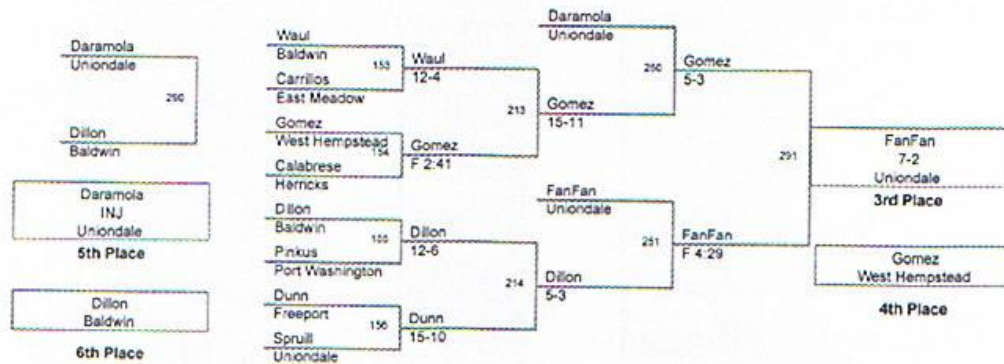 Daramola
Uniondale
290
Dillon
Baldwin
Daramola
INJ
Uniondale
5th Place
Dillon
Baldwin
6th Place
Waul
Baldwin
153
Carrillos
East Meadow
Waul
12-4
Gomez
West Hempstead
154
Calabrese
Herricks
Gomez
F 2:41
213
Dillon
Baldwin
155
Pinkus
Port Washington
Dillon
12-6
Dunn
Freeport
156
Spruill
Uniondale
Dunn
15-10
214
Daramola
Uniondale
250
Gomez
15-11
Gomez
5-3
FanFan
Uniondale
251
Dillon
5-3
FanFan
F 4:29
291
FanFan
7-2
Uniondale
3rd Place
Gomez
West Hempstead
4th Place